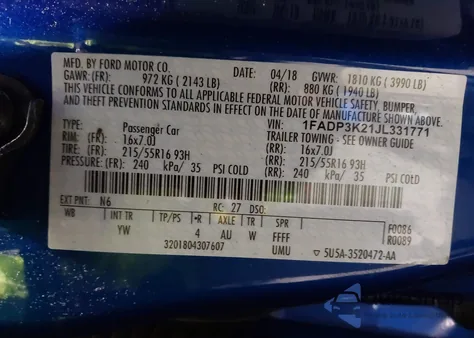 MFD. BY FORD MOTOR CO. DATE: 04/18 GVWR: 1810 KG ( 3990 LB)
GAWR: (FR) 972 KG ( 2143 LB) (RR): 880 KG ( 1940 LB)
THIS VEHICLE CONFORMS TO ALL APPLICABLE FEDERAL MOTOR VEHICLE SAFETY, BUMPER,
AND THEFT PREVENTION STANDARDS IN EFFECT ON THE DATE OF MANUFACTURE SHOWN ABOVE.
VIN: 1FADP3K21JL331771
TYPE: Passenger Car TRAILER TOWING - SEE OWNER GUIDE
RIM: (FR): 16x7.0J (RR): 16x7.0J
TIRE: (FR): 215/55R16 93H (RR): 215/55R16 93H
(FR): 240 kPa/ 35 PSI COLD (RR): 240 kPa/ 35 PSI COLD
EXT PNT: N6 RC: 27 DSO:
WB INT TR TP/PS R AXLE TR SPR F0086
YW 4 AU W FFFF R0089
3201804307607 UMU 5U5A-3520472-AA